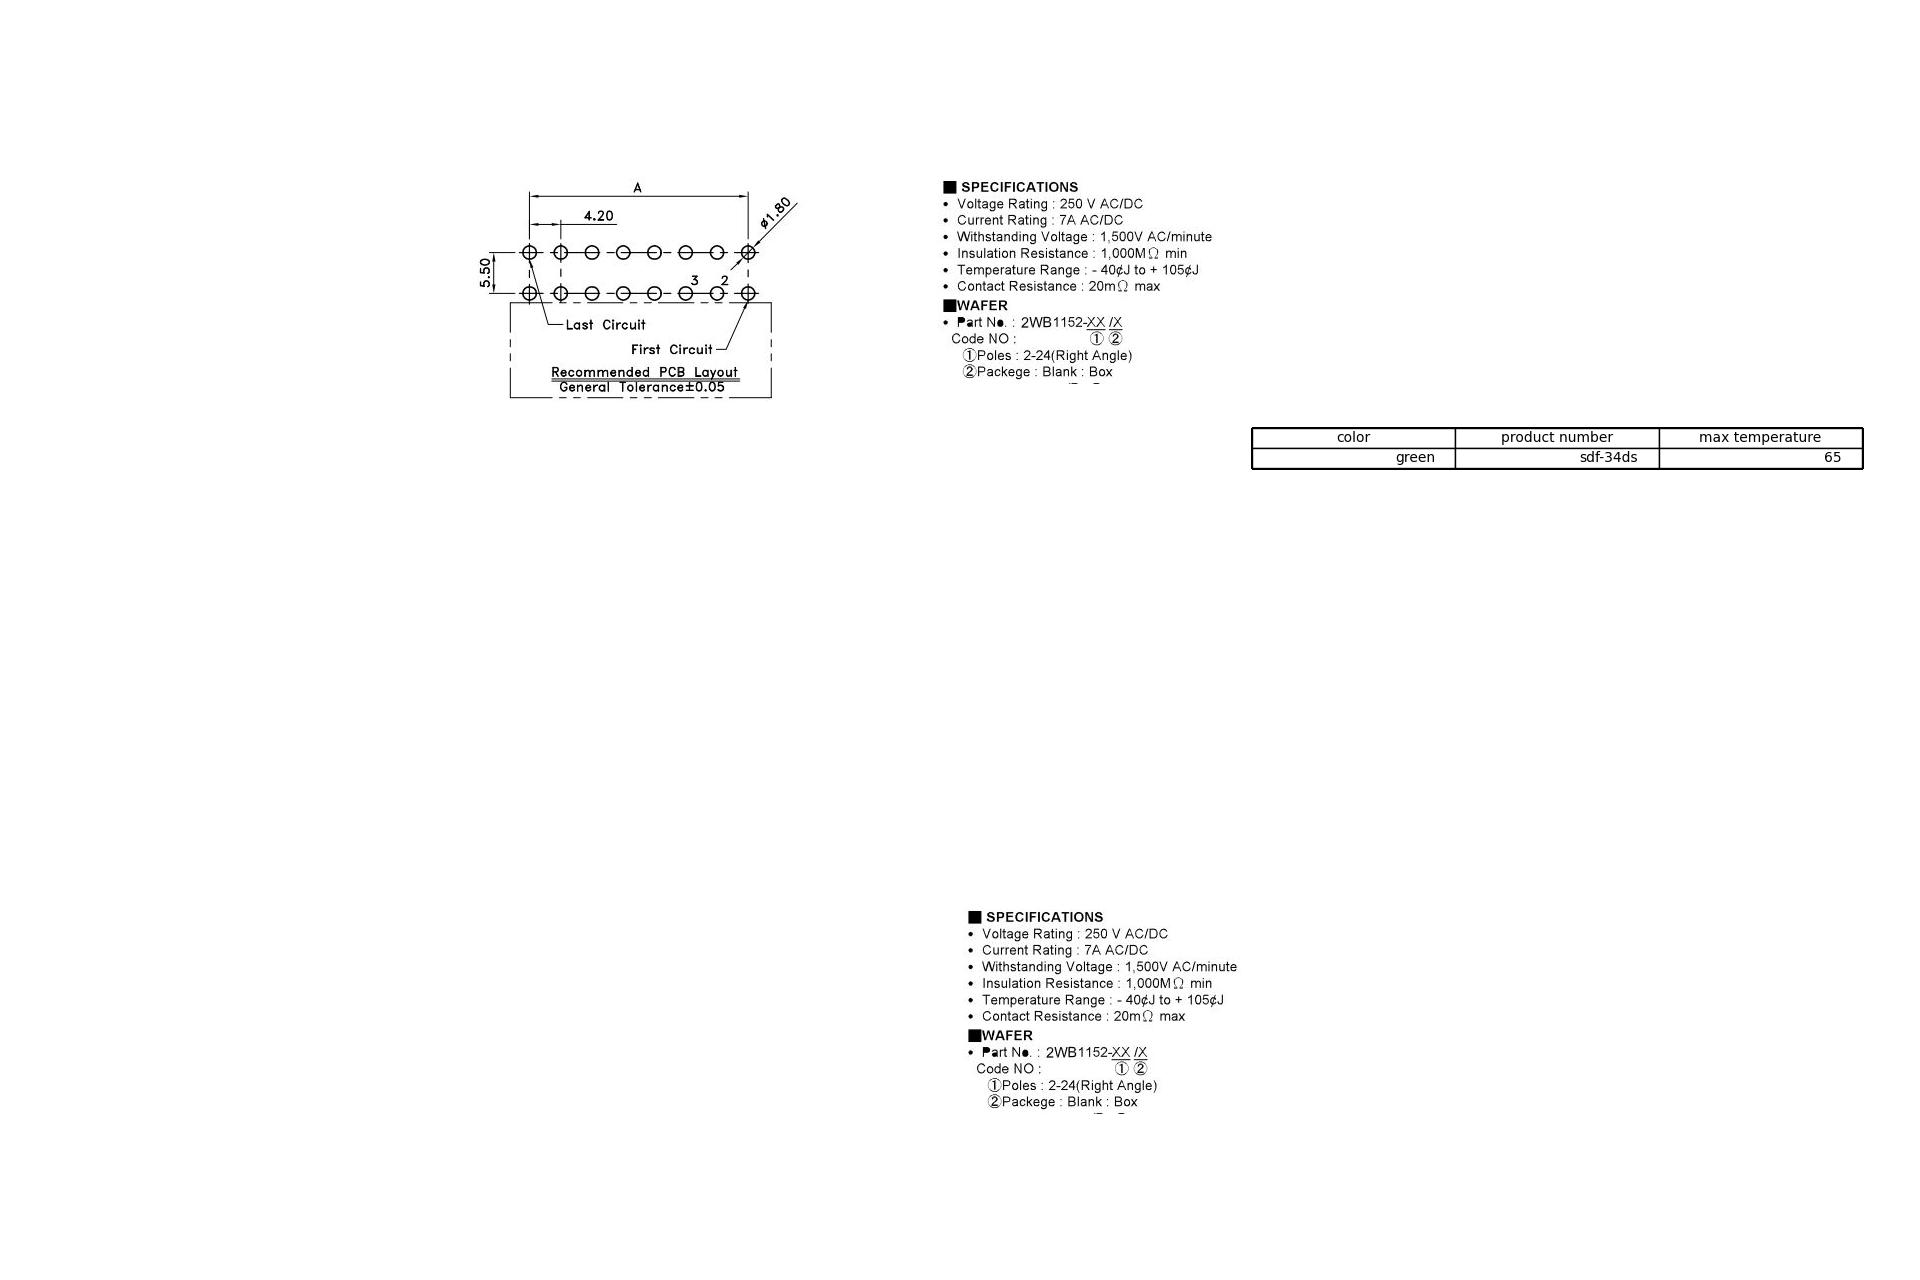 A
4.20
ø1.80
5.50
3 2
Last Circuit
First Circuit
Recommended PCB Layout
General Tolerance±0.05
■ SPECIFICATIONS
• Voltage Rating : 250 V AC/DC
• Current Rating : 7A AC/DC
• Withstanding Voltage : 1,500V AC/minute
• Insulation Resistance : 1,000MΩ min
• Temperature Range : - 40¢J to + 105¢J
• Contact Resistance : 20mΩ max
■WAFER
• Part No. : 2WB1152-XX /X
Code NO : ① ②
①Poles : 2-24(Right Angle)
②Packege : Blank : Box
color product number max temperature
green sdf-34ds 65
■ SPECIFICATIONS
• Voltage Rating : 250 V AC/DC
• Current Rating : 7A AC/DC
• Withstanding Voltage : 1,500V AC/minute
• Insulation Resistance : 1,000MΩ min
• Temperature Range : - 40¢J to + 105¢J
• Contact Resistance : 20mΩ max
■WAFER
• Part No. : 2WB1152-XX /X
Code NO : ① ②
①Poles : 2-24(Right Angle)
②Packege : Blank : Box